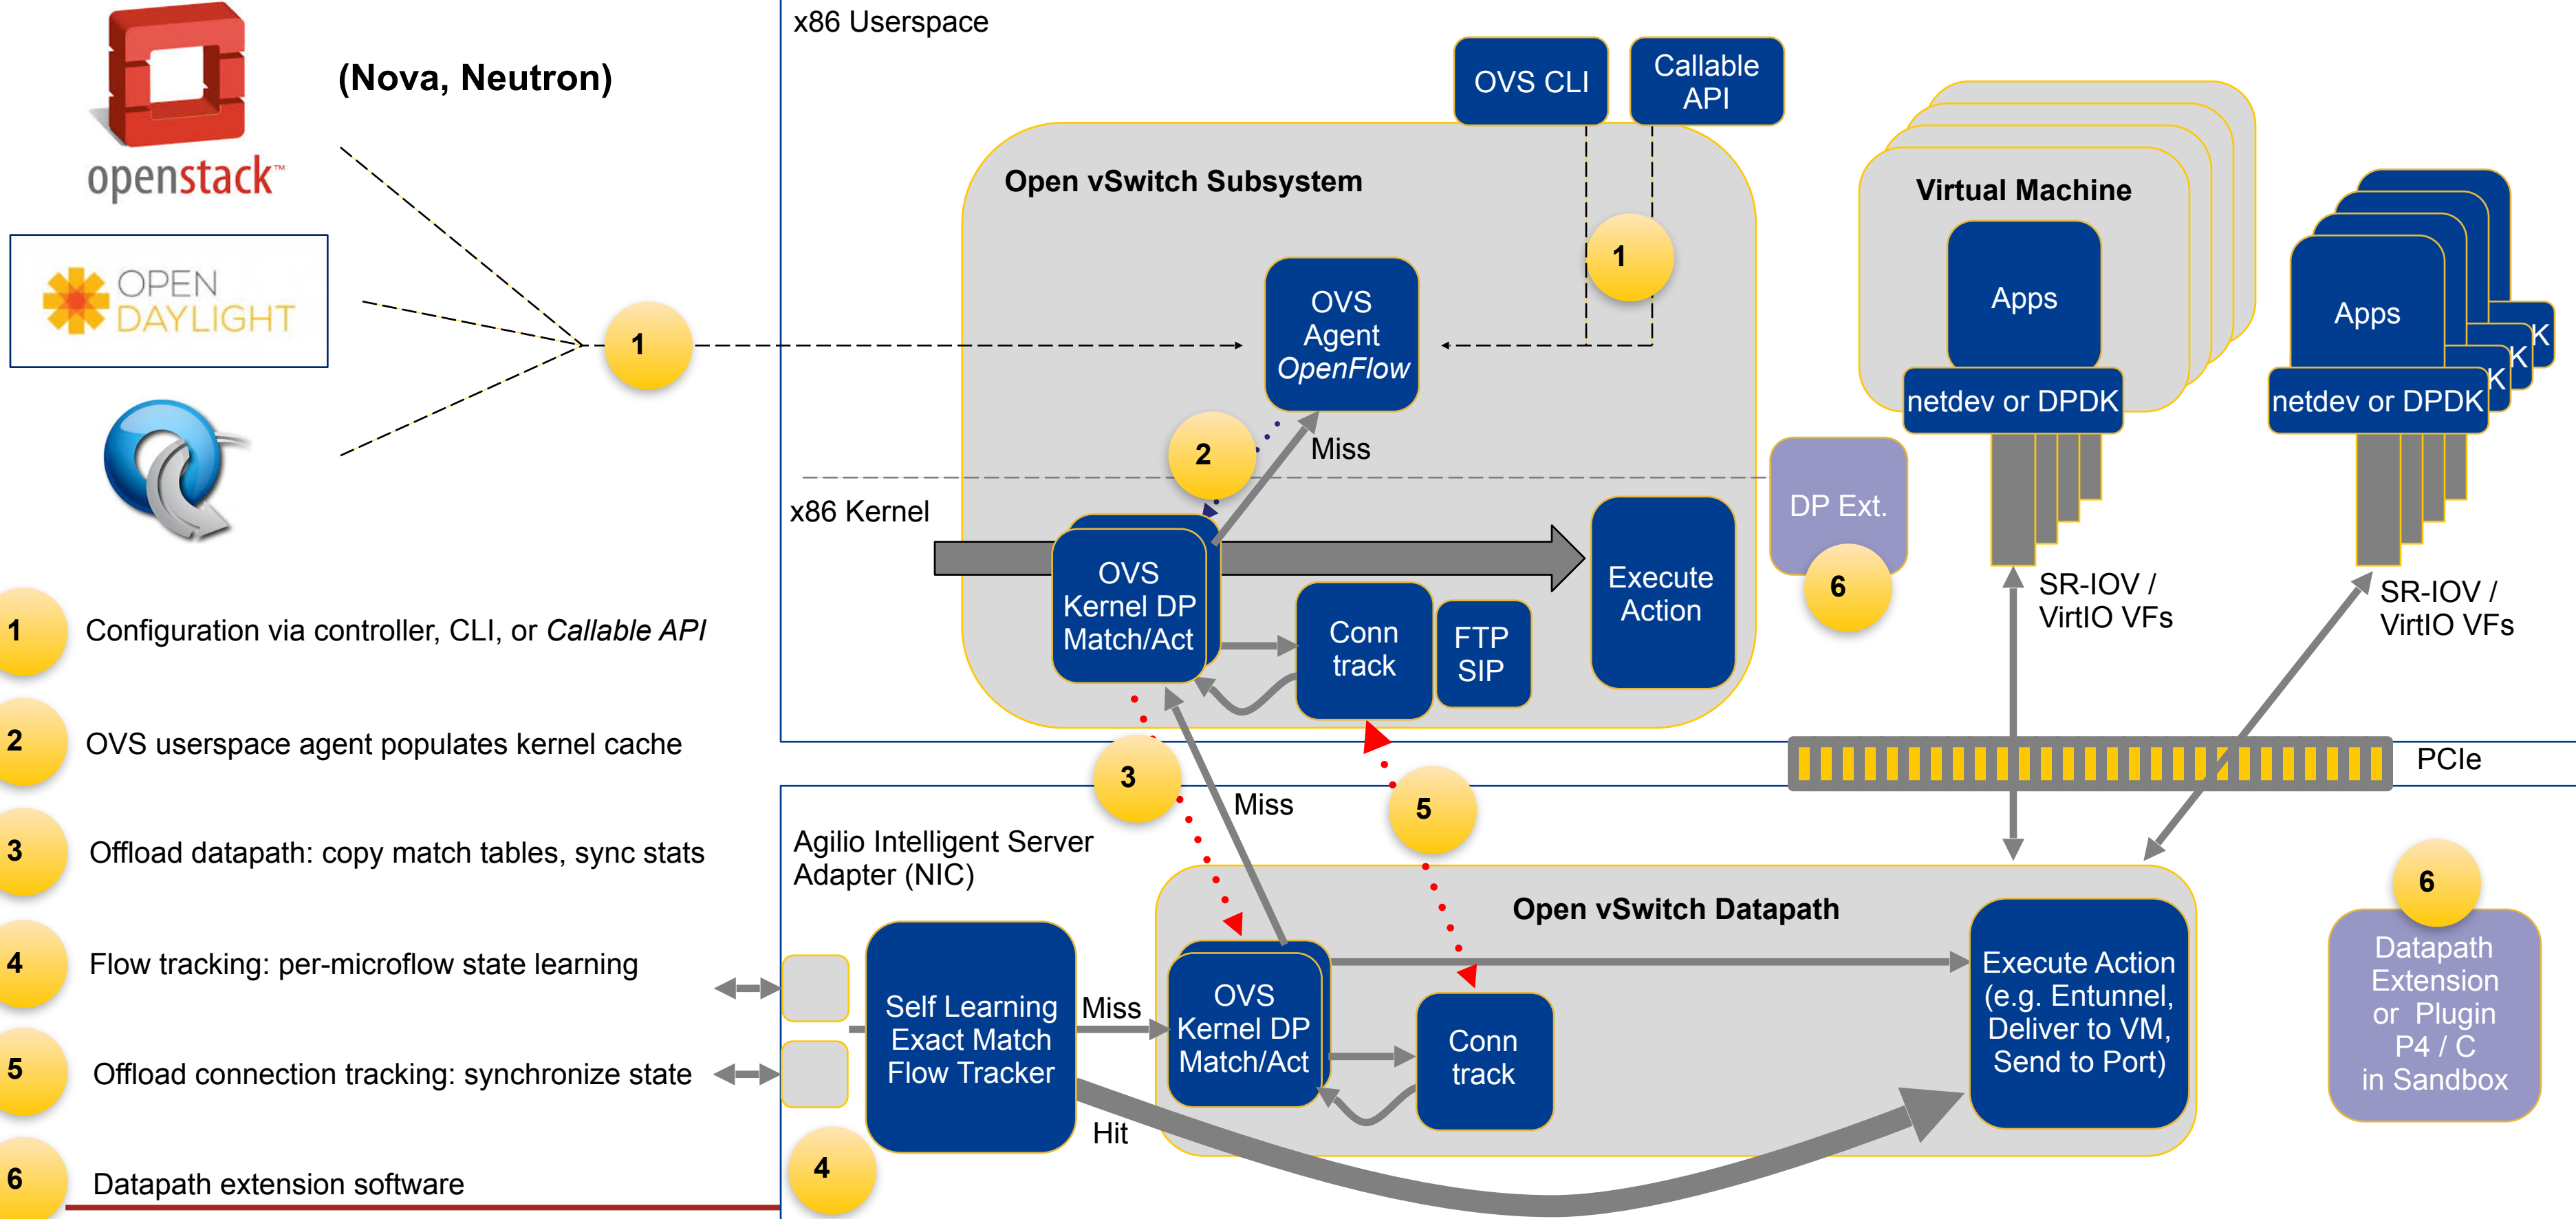 openstack™
(Nova, Neutron)
OPEN
DAYLIGHT
1
1
Configuration via controller, CLI, or Callable API
2
OVS userspace agent populates kernel cache
3
Offload datapath: copy match tables, sync stats
4
Flow tracking: per-microflow state learning
5
Offload connection tracking: synchronize state
6
Datapath extension software
x86 Userspace
OVS CLI
Callable
API
Open vSwitch Subsystem
1
OVS
Agent
OpenFlow
2
Miss
x86 Kernel
OVS
Kernel DP
Match/Act
Conn
track
FTP
SIP
Execute
Action
DP Ext.
6
Virtual Machine
Apps
netdev or DPDK
SR-IOV /
VirtIO VFs
Apps
netdev or DPDK
K
K
K
SR-IOV /
VirtIO VFs
PCIe
3
Miss
5
Agilio Intelligent Server
Adapter (NIC)
Open vSwitch Datapath
Self Learning
Exact Match
Flow Tracker
Miss
Hit
4
OVS
Kernel DP
Match/Act
Conn
track
Execute Action
(e.g. Entunnel,
Deliver to VM,
Send to Port)
6
Datapath
Extension
or Plugin
P4 / C
in Sandbox